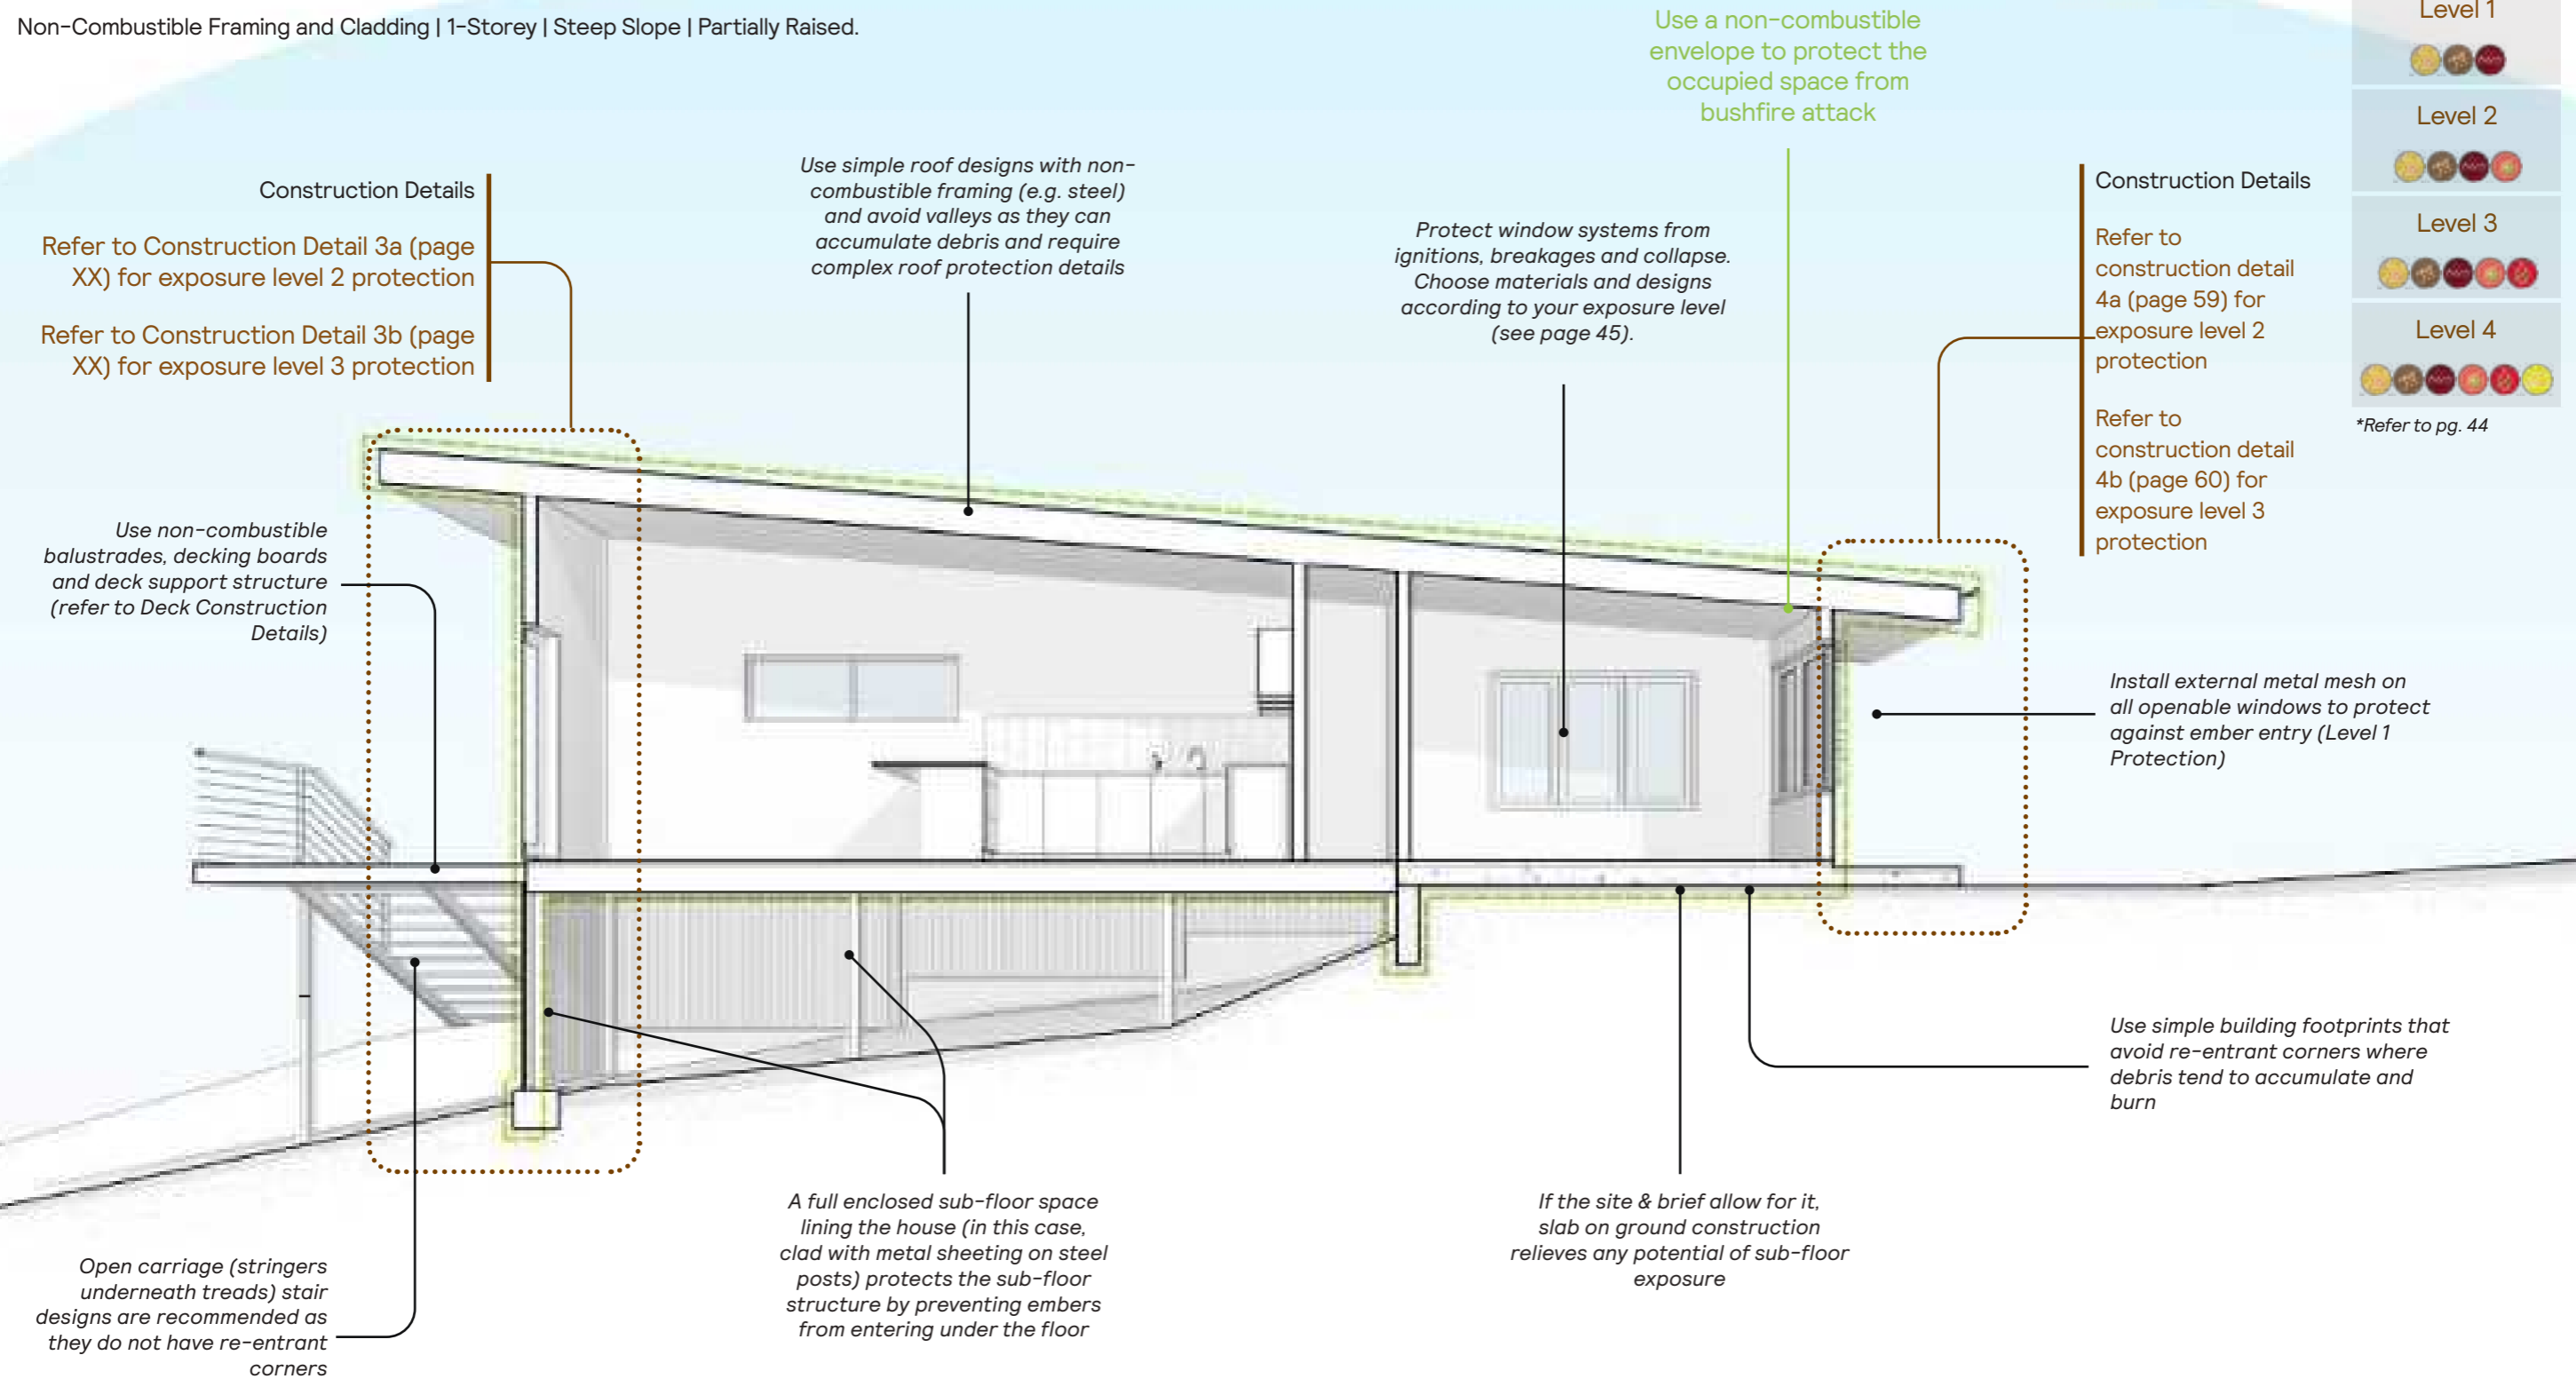 Non-Combustible Framing and Cladding | 1-Storey | Steep Slope | Partially Raised.
Use a non-combustible
envelope to protect the
occupied space from
bushfire attack
Level 1
Level 2
Level 3
Level 4
*Refer to pg. 44
Construction Details
Refer to Construction Detail 3a (page
XX) for exposure level 2 protection
Refer to Construction Detail 3b (page
XX) for exposure level 3 protection
Use simple roof designs with non-
combustible framing (e.g. steel)
and avoid valleys as they can
accumulate debris and require
complex roof protection details
Protect window systems from
ignitions, breakages and collapse.
Choose materials and designs
according to your exposure level
(see page 45).
Construction Details
Refer to
construction detail
4a (page 59) for
exposure level 2
protection
Refer to
construction detail
4b (page 60) for
exposure level 3
protection
Use non-combustible
balustrades, decking boards
and deck support structure
(refer to Deck Construction
Details)
Install external metal mesh on
all openable windows to protect
against ember entry (Level 1
Protection)
Use simple building footprints that
avoid re-entrant corners where
debris tend to accumulate and
burn
Open carriage (stringers
underneath treads) stair
designs are recommended as
they do not have re-entrant
corners
A full enclosed sub-floor space
lining the house (in this case,
clad with metal sheeting on steel
posts) protects the sub-floor
structure by preventing embers
from entering under the floor
If the site & brief allow for it,
slab on ground construction
relieves any potential of sub-floor
exposure